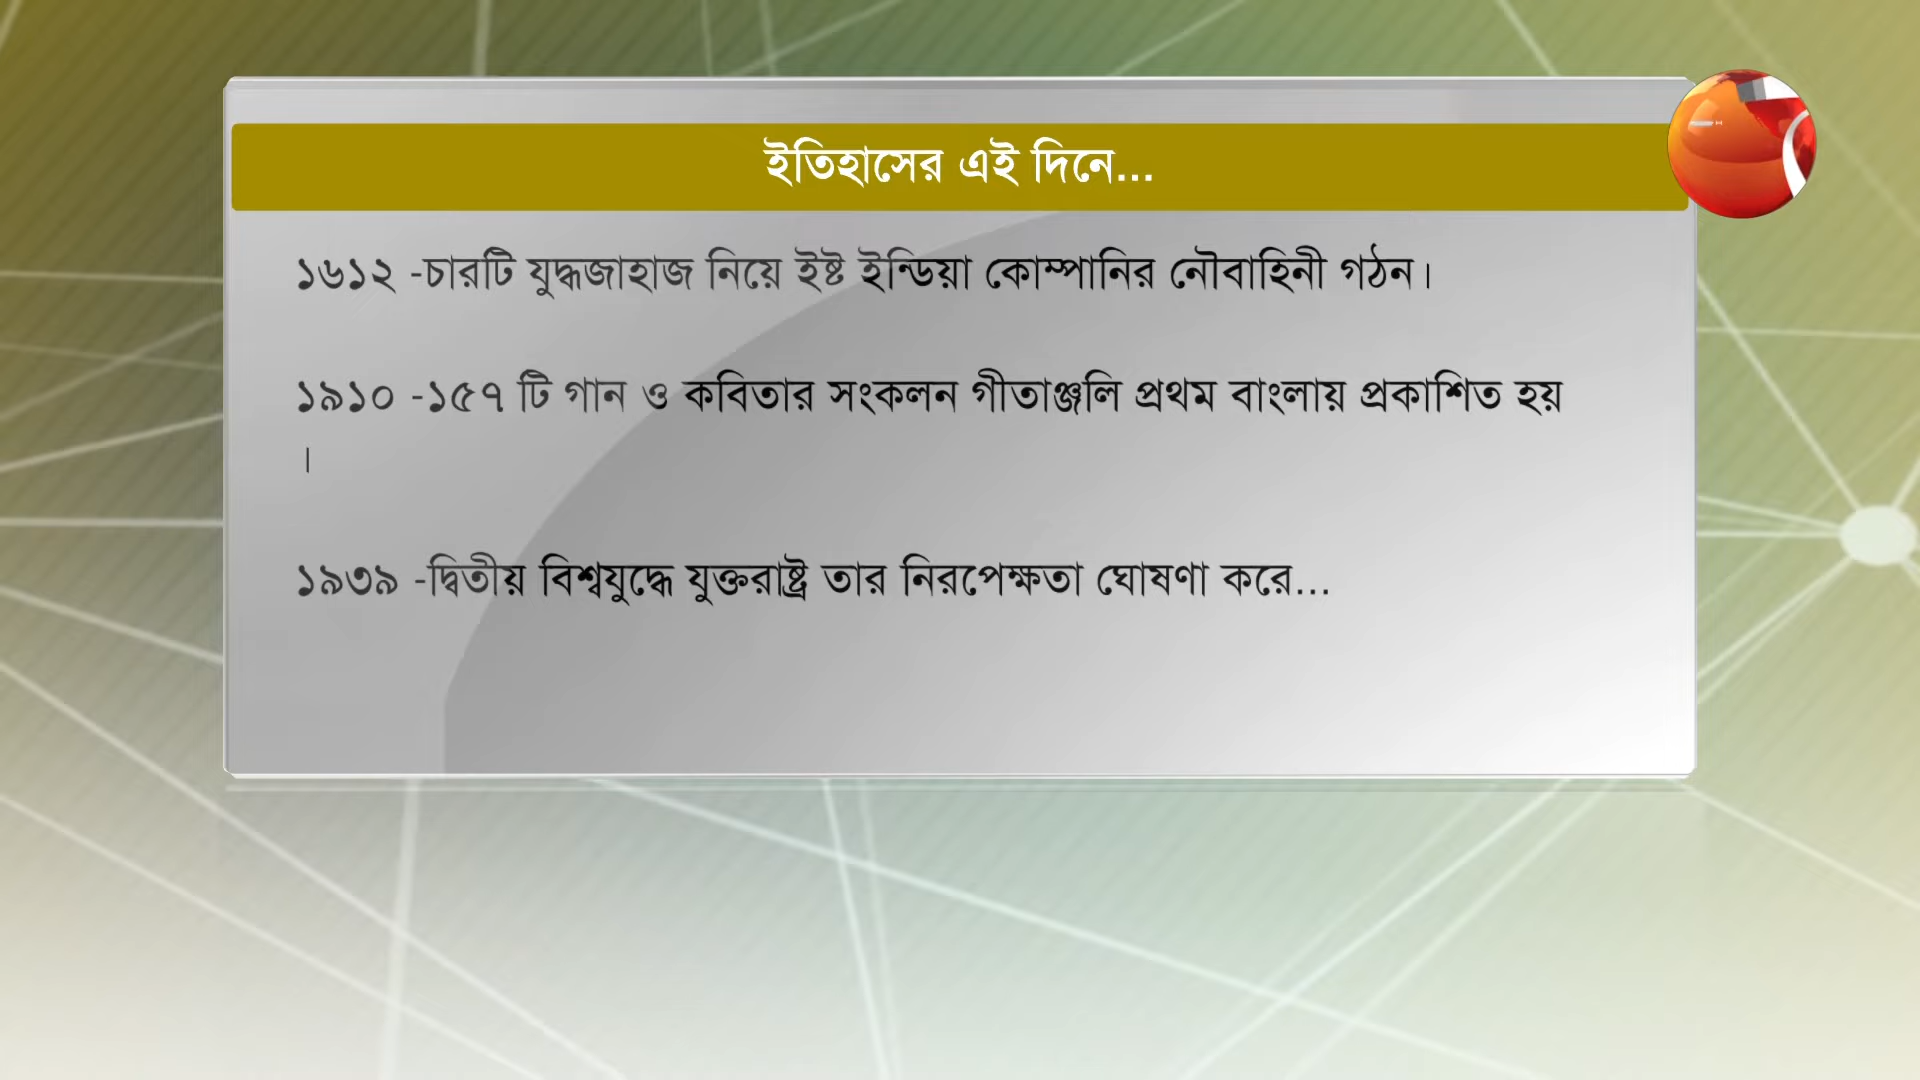 ইতিহাসের এই দিনে...
১৬১২ -চারটি যুদ্ধজাহাজ নিয়ে ইষ্ট ইন্ডিয়া কোম্পানির নৌবাহিনী গঠন।
১৯১০ -১৫৭ টি গান ও কবিতার সংকলন গীতাঞ্জলি প্রথম বাংলায় প্রকাশিত হয়
।
১৯৩৯ -দ্বিতীয় বিশ্বযুদ্ধে যুক্তরাষ্ট্র তার নিরপেক্ষতা ঘোষণা করে...